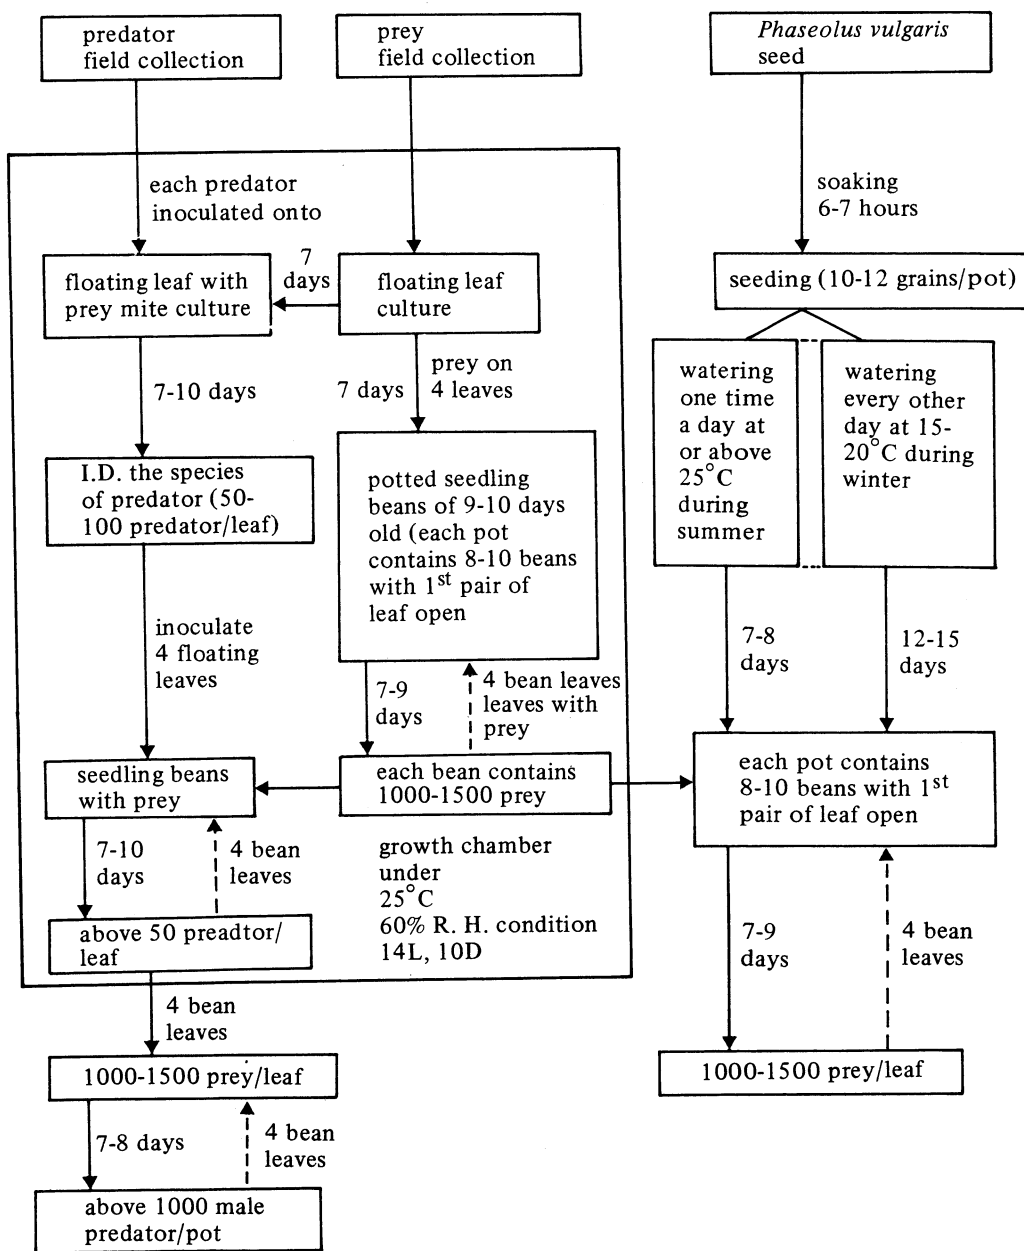 predator
field collection
prey
field collection
Phaseolus vulgaris
seed
each predator
inoculated onto
soaking
6-7 hours
7
days
floating leaf with
prey mite culture
floating leaf
culture
seeding (10-12 grains/pot)
7-10 days
7 days
prey on
4 leaves
watering
one time
a day at
or above
25°C
during
summer
watering
every other
day at 15-
20°C during
winter
I.D. the species
of predator (50-
100 predator/leaf)
potted seedling
beans of 9-10 days
old (each pot
contains 8-10 beans
with 1st pair of
leaf open
inoculate
4 floating
leaves
7-9
days
4 bean leaves
leaves with
prey
7-8
days
12-15
days
seedling beans
with prey
each bean contains
1000-1500 prey
each pot contains
8-10 beans with 1st
pair of leaf open
7-10
days
4 bean
leaves
growth chamber
under
25°C
60% R. H. condition
14L, 10D
above 50 preadtor/
leaf
7-9
days
4 bean
leaves
4 bean
leaves
1000-1500 prey/leaf
1000-1500 prey/leaf
7-8 days
4 bean
leaves
above 1000 male
predator/pot